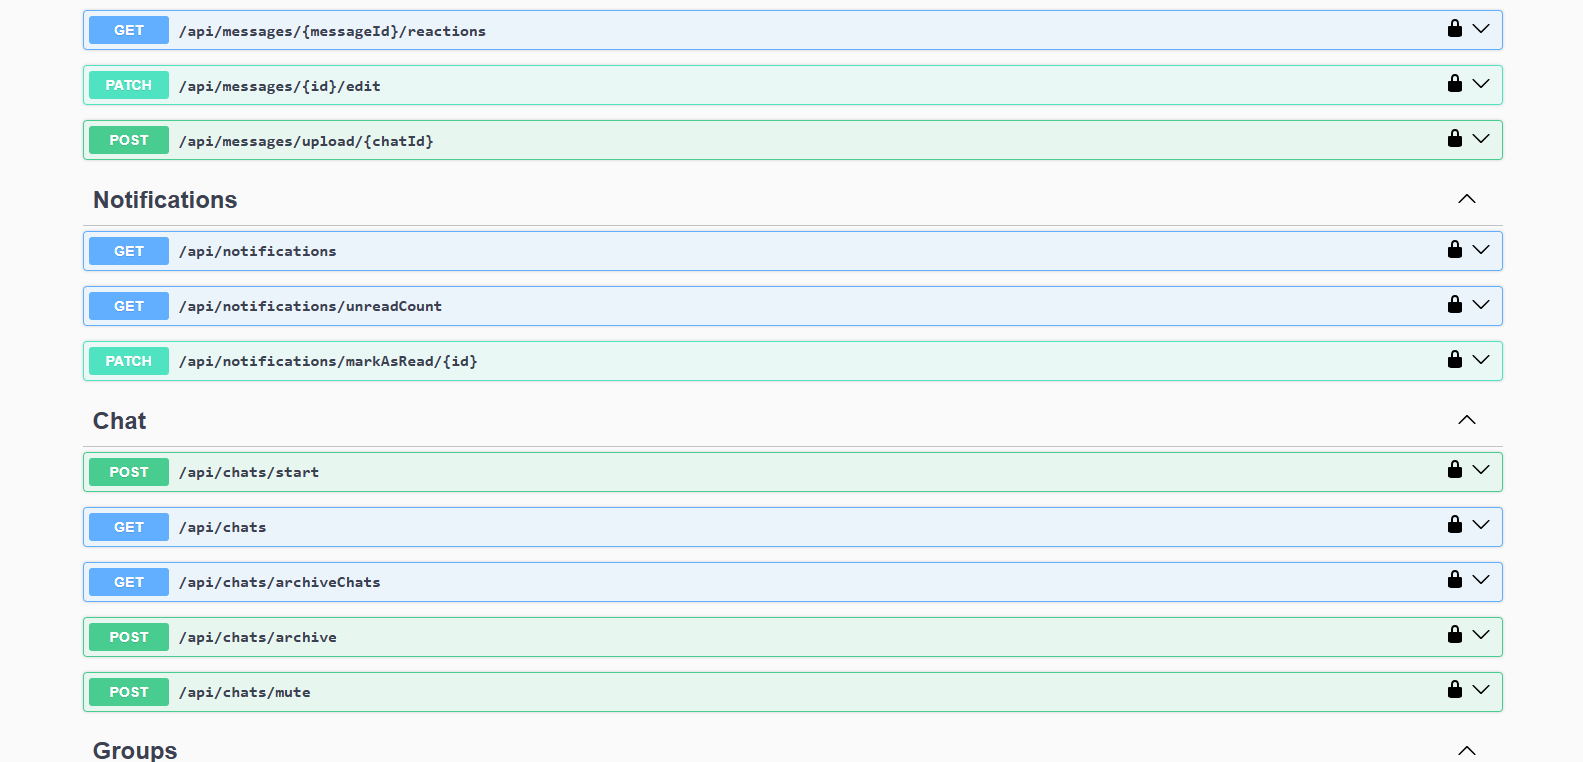 GET /api/messages/{messageId}/reactions
PATCH /api/messages/{id}/edit
POST /api/messages/upload/{chatId}
Notifications
GET /api/notifications
GET /api/notifications/unreadCount
PATCH /api/notifications/markAsRead/{id}
Chat
POST /api/chats/start
GET /api/chats
GET /api/chats/archiveChats
POST /api/chats/archive
POST /api/chats/mute
Groups